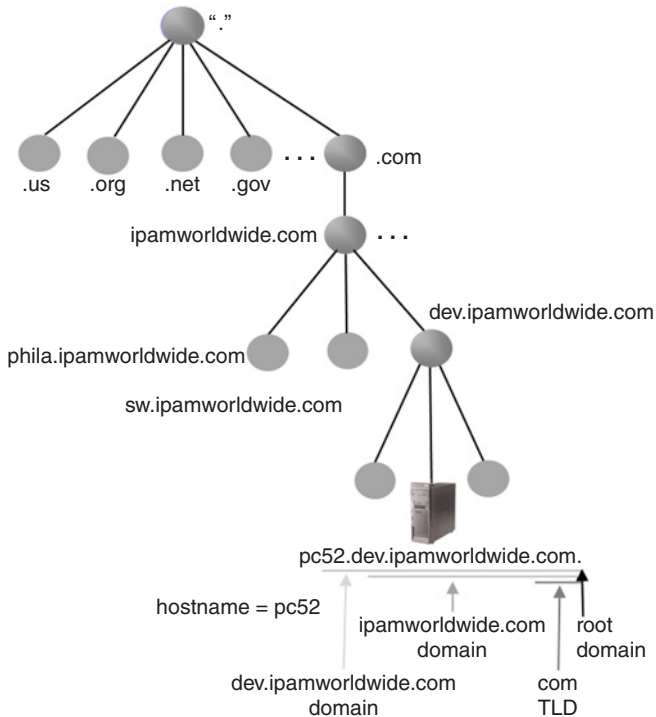 “.”
. . .
.us
.org
.net
.gov
.com
ipamworldwide.com
. . .
dev.ipamworldwide.com
phila.ipamworldwide.com
sw.ipamworldwide.com
pc52.dev.ipamworldwide.com.
hostname = pc52
ipamworldwide.com
domain
root
domain
dev.ipamworldwide.com
domain
com
TLD